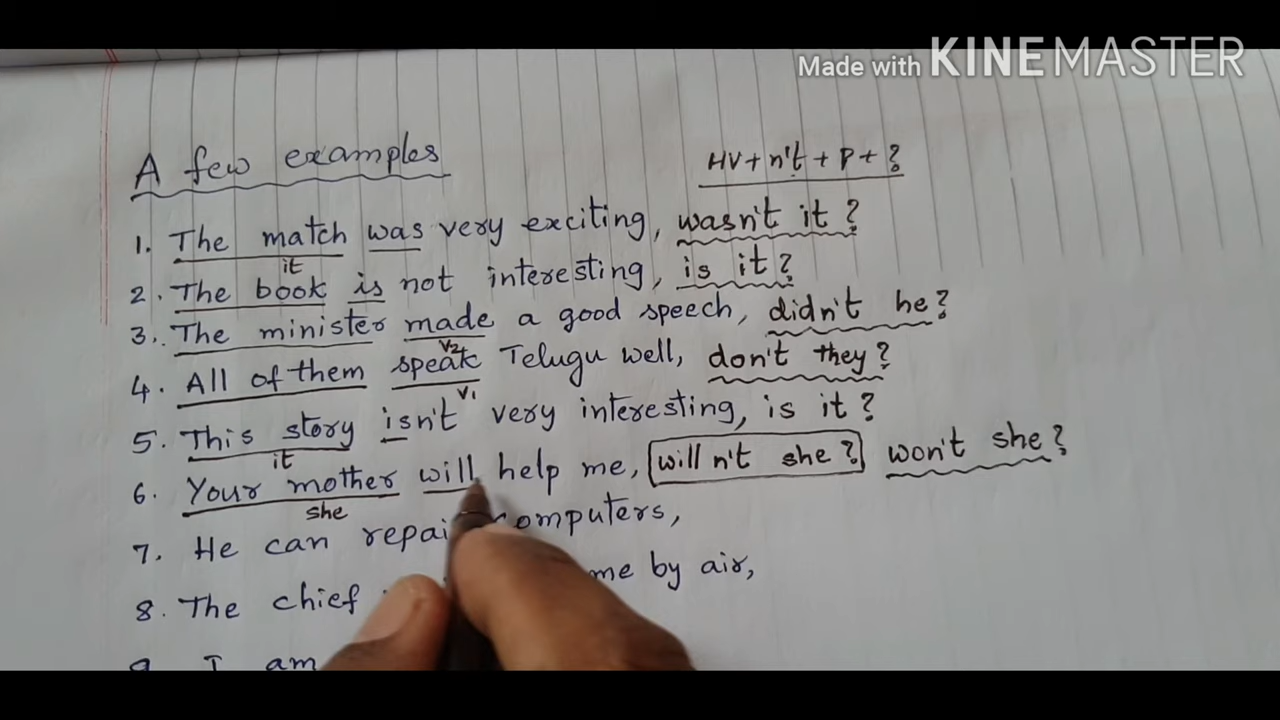 Made with KINEMASTER
A few examples
HV + n't + P + ?
1. The match was very exciting, wasn't it?
it
2. The book is not interesting, is it?
3. The minister made a good speech, didn't he?
V2
4. All of them speak Telugu well, don't they?
V1
5. This story isn't very interesting, is it?
it
6. Your mother will help me, will n't she? won't she?
she
7. He can computers,
8. The chief me by air,
9. I am